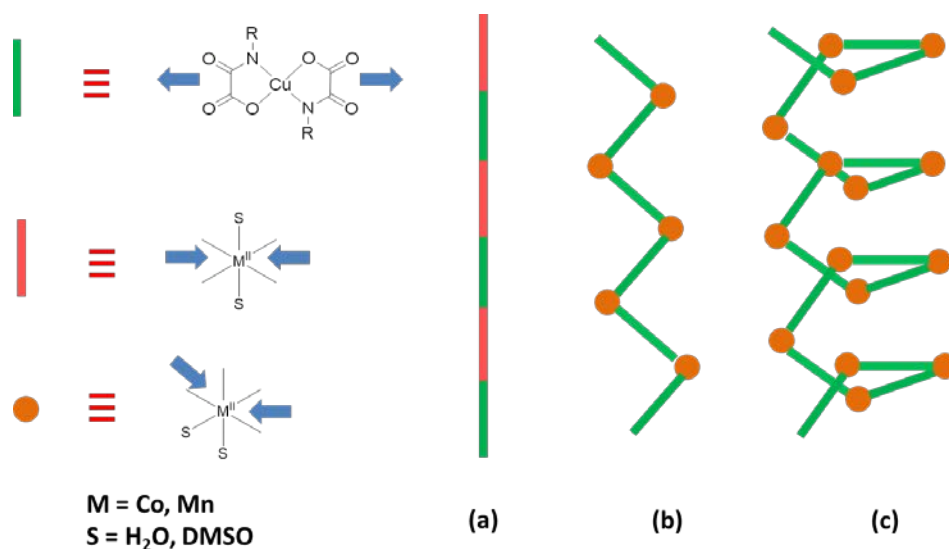 R
O N O
Cu
O O N O
R
S
M^II
S
M^II
S
S
M = Co, Mn
S = H₂O, DMSO
(a) (b) (c)